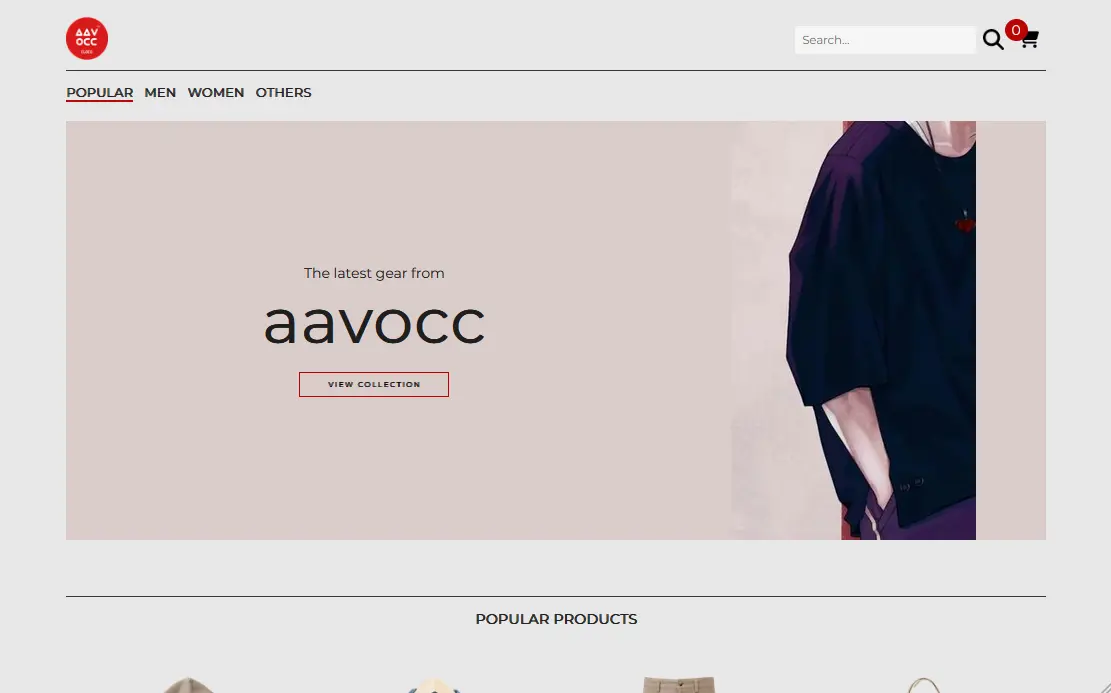 AAV
OCC
Search...
0
POPULAR MEN WOMEN OTHERS
The latest gear from
aavocc
VIEW COLLECTION
POPULAR PRODUCTS